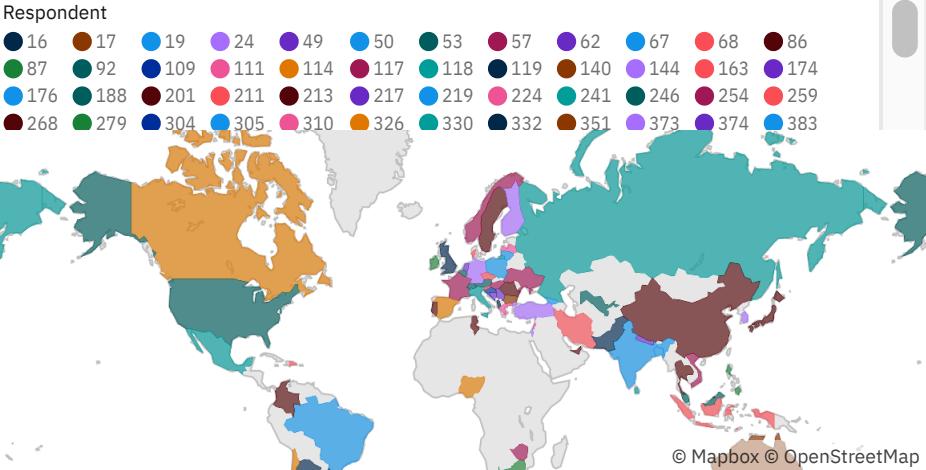 Respondent
16 17 19 24 49 50 53 57 62 67 68 86
87 92 109 111 114 117 118 119 140 144 163 174
176 188 201 211 213 217 219 224 241 246 254 259
268 279 304 305 310 326 330 332 351 373 374 383
© Mapbox © OpenStreetMap